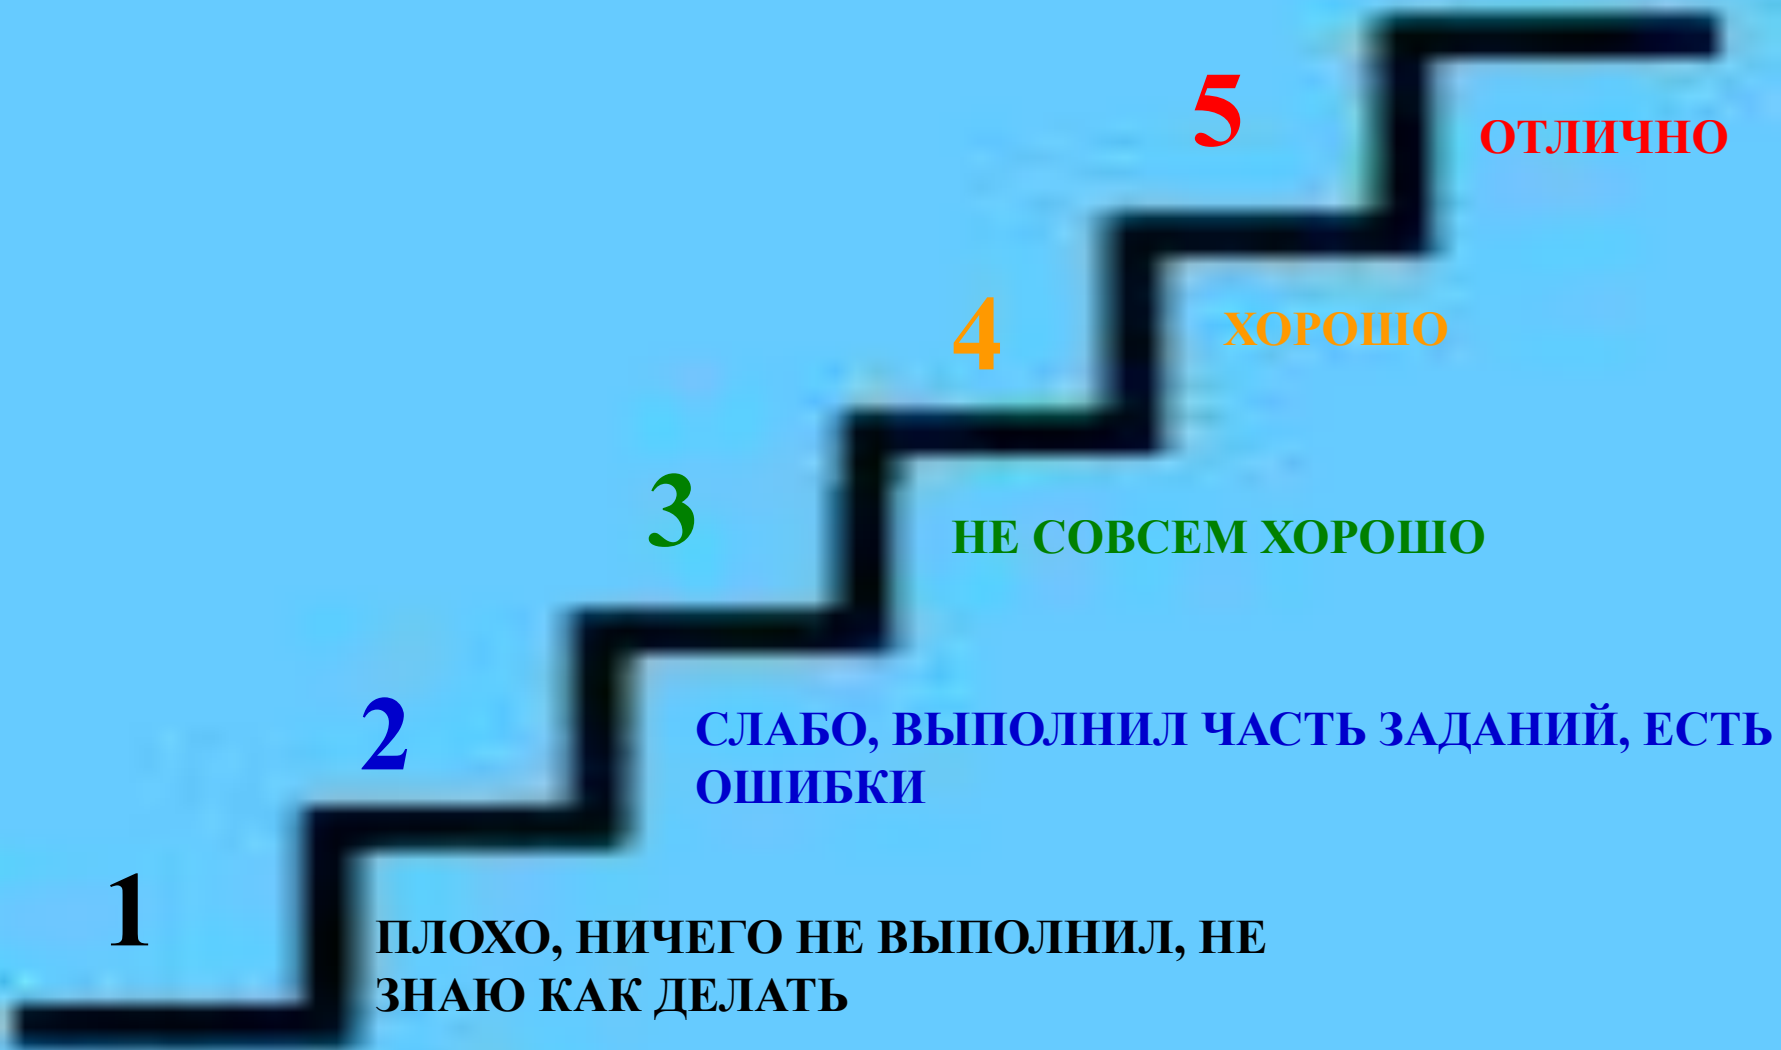 5
ОТЛИЧНО
4
ХОРОШО
3
НЕ СОВСЕМ ХОРОШО
2
СЛАБО, ВЫПОЛНИЛ ЧАСТЬ ЗАДАНИЙ, ЕСТЬ
ОШИБКИ
1
ПЛОХО, НИЧЕГО НЕ ВЫПОЛНИЛ, НЕ
ЗНАЮ КАК ДЕЛАТЬ